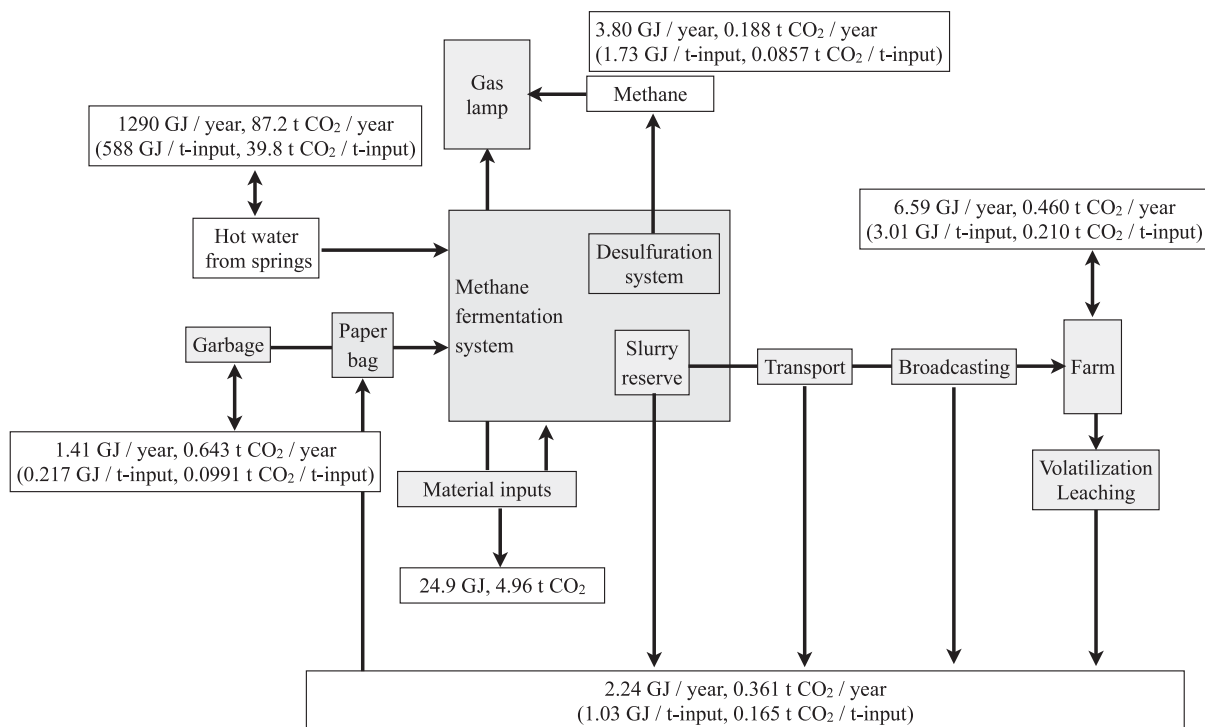 3.80 GJ / year, 0.188 t CO₂ / year
(1.73 GJ / t-input, 0.0857 t CO₂ / t-input)
Gas
lamp
Methane
1290 GJ / year, 87.2 t CO₂ / year
(588 GJ / t-input, 39.8 t CO₂ / t-input)
6.59 GJ / year, 0.460 t CO₂ / year
(3.01 GJ / t-input, 0.210 t CO₂ / t-input)
Hot water
from springs
Desulfuration
system
Methane
fermentation
system
Garbage
Paper
bag
Slurry
reserve
Transport
Broadcasting
Farm
1.41 GJ / year, 0.643 t CO₂ / year
(0.217 GJ / t-input, 0.0991 t CO₂ / t-input)
Material inputs
Volatilization
Leaching
24.9 GJ, 4.96 t CO₂
2.24 GJ / year, 0.361 t CO₂ / year
(1.03 GJ / t-input, 0.165 t CO₂ / t-input)